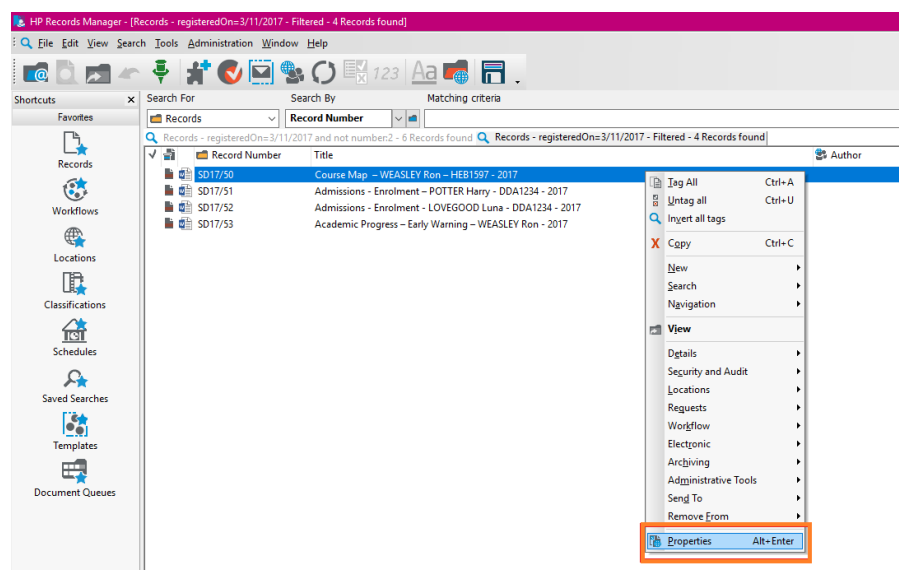 HP Records Manager - [Records - registeredOn=3/11/2017 - Filtered - 4 Records found]
File Edit View Search Tools Administration Window Help
123 Aa
Shortcuts x
Favorites
Records
Workflows
Locations
Classifications
Schedules
Saved Searches
Templates
Document Queues
Search For Search By Matching criteria
Records Record Number
Records - registeredOn=3/11/2017 and not number:2 - 6 Records found Records - registeredOn=3/11/2017 - Filtered - 4 Records found
Record Number Title Author
SD17/50 Course Map – WEASLEY Ron – HEB1597 - 2017
SD17/51 Admissions - Enrolment – POTTER Harry - DDA1234 - 2017
SD17/52 Admissions - Enrolment - LOVEGOOD Luna - DDA1234 - 2017
SD17/53 Academic Progress – Early Warning – WEASLEY Ron - 2017
Tag All Ctrl+A
Untag all Ctrl+U
Invert all tags
Copy Ctrl+C
New
Search
Navigation
View
Details
Security and Audit
Locations
Requests
Workflow
Electronic
Archiving
Administrative Tools
Send To
Remove From
Properties Alt+Enter